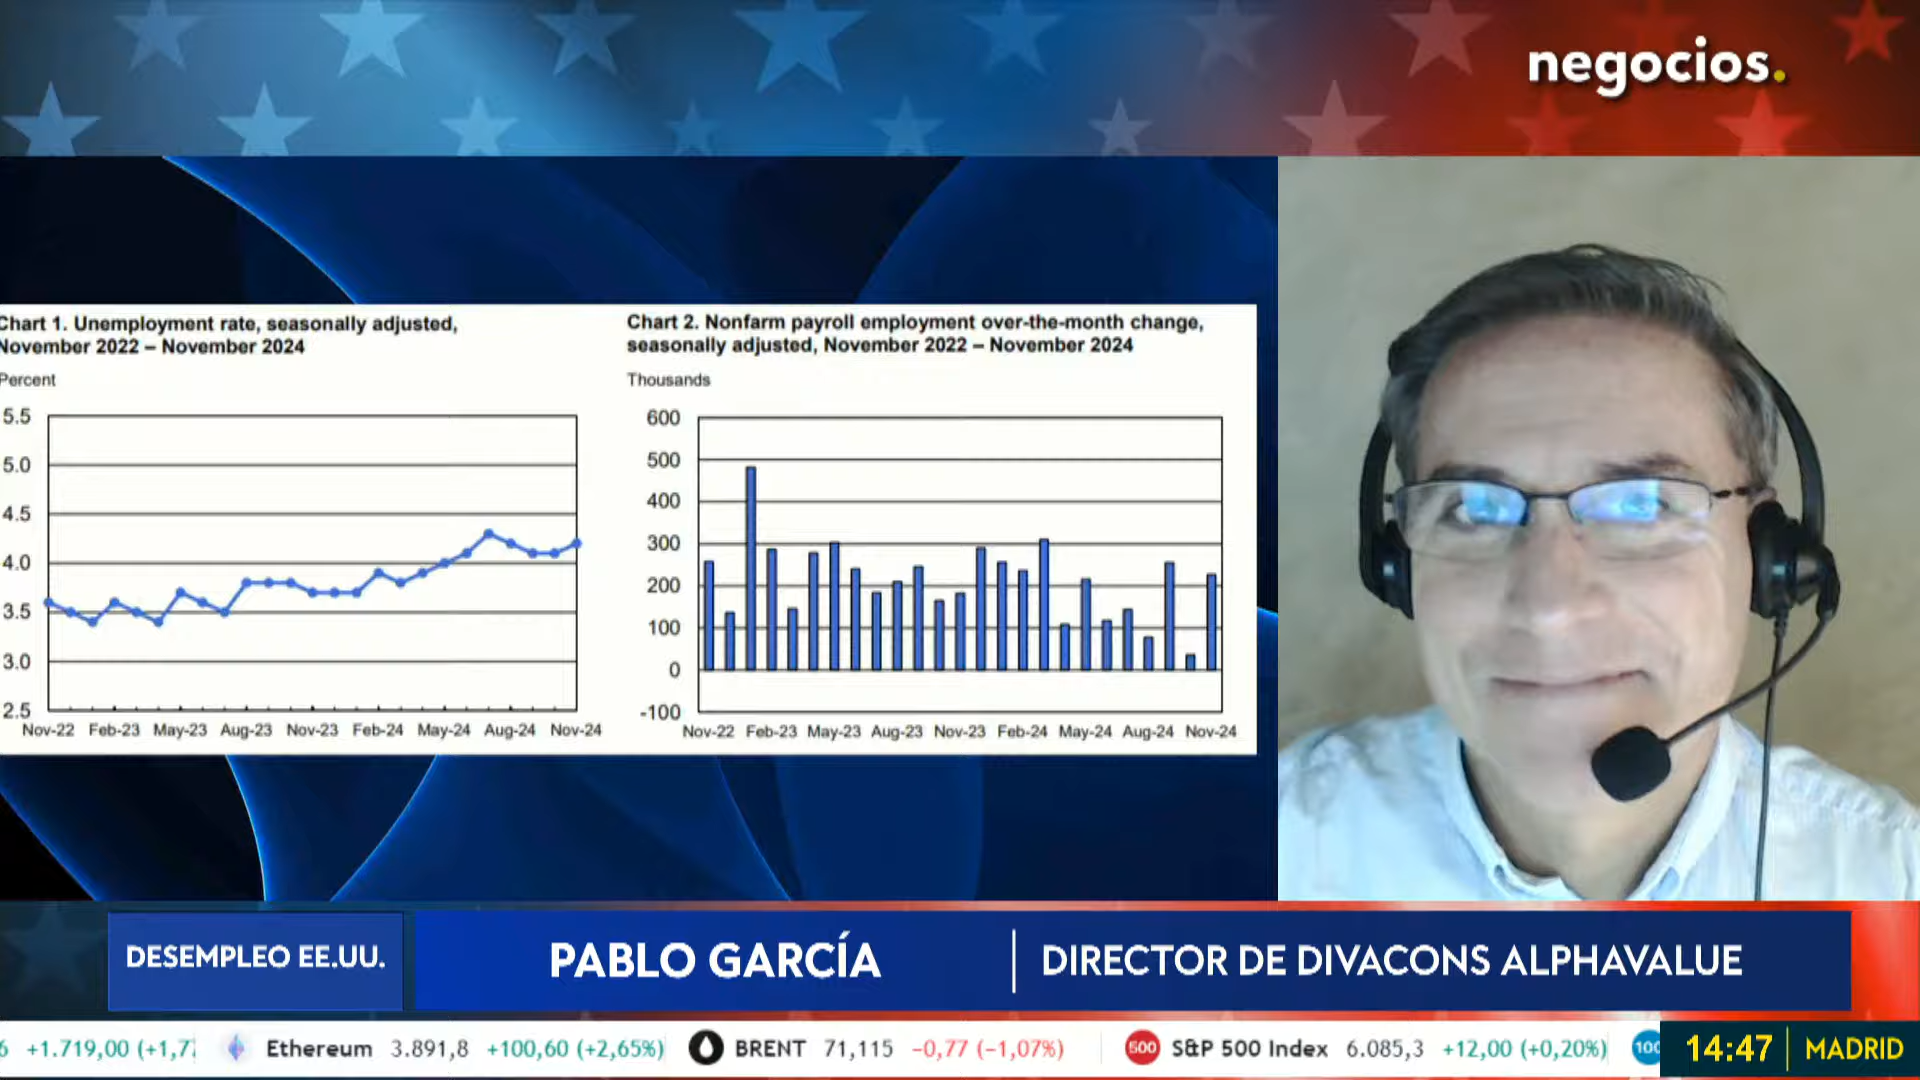 negocios.
Chart 1. Unemployment rate, seasonally adjusted,
November 2022 – November 2024
Percent
5.5
5.0
4.5
4.0
3.5
3.0
2.5
Nov-22 Feb-23 May-23 Aug-23 Nov-23 Feb-24 May-24 Aug-24 Nov-24
Chart 2. Nonfarm payroll employment over-the-month change,
seasonally adjusted, November 2022 – November 2024
Thousands
600
500
400
300
200
100
0
-100
Nov-22 Feb-23 May-23 Aug-23 Nov-23 Feb-24 May-24 Aug-24 Nov-24
DESEMPLEO EE.UU.
PABLO GARCÍA
DIRECTOR DE DIVACONS ALPHAVALUE
+1.719,00 Ethereum 3.891,8 +100,60 (+2,65%) BRENT 71,115 −0,77 (−1,07%) 500 S&P 500 Index 6.085,3 +12,00 (+0,20%) 100 14:47 MADRID